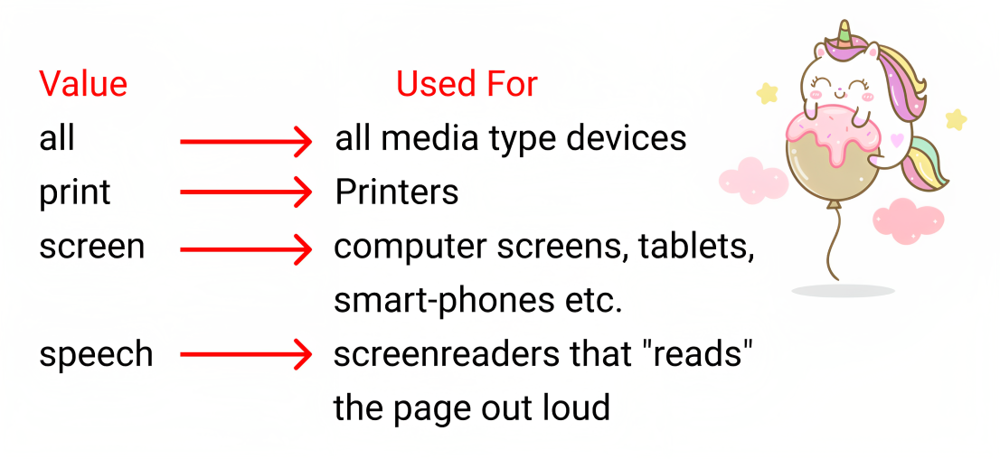 Value Used For
all all media type devices
print Printers
screen computer screens, tablets,
smart-phones etc.
speech screenreaders that "reads"
the page out loud